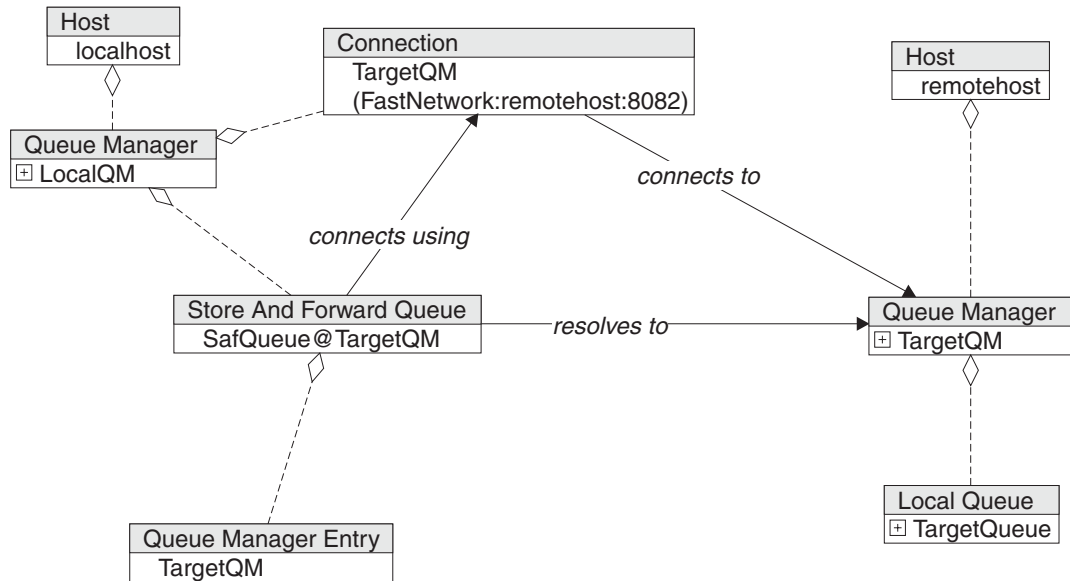 Host
localhost
Connection
TargetQM
(FastNetwork:remotehost:8082)
Host
remotehost
Queue Manager
LocalQM
connects to
connects using
Store And Forward Queue
SafQueue@TargetQM
resolves to
Queue Manager
TargetQM
Local Queue
TargetQueue
Queue Manager Entry
TargetQM